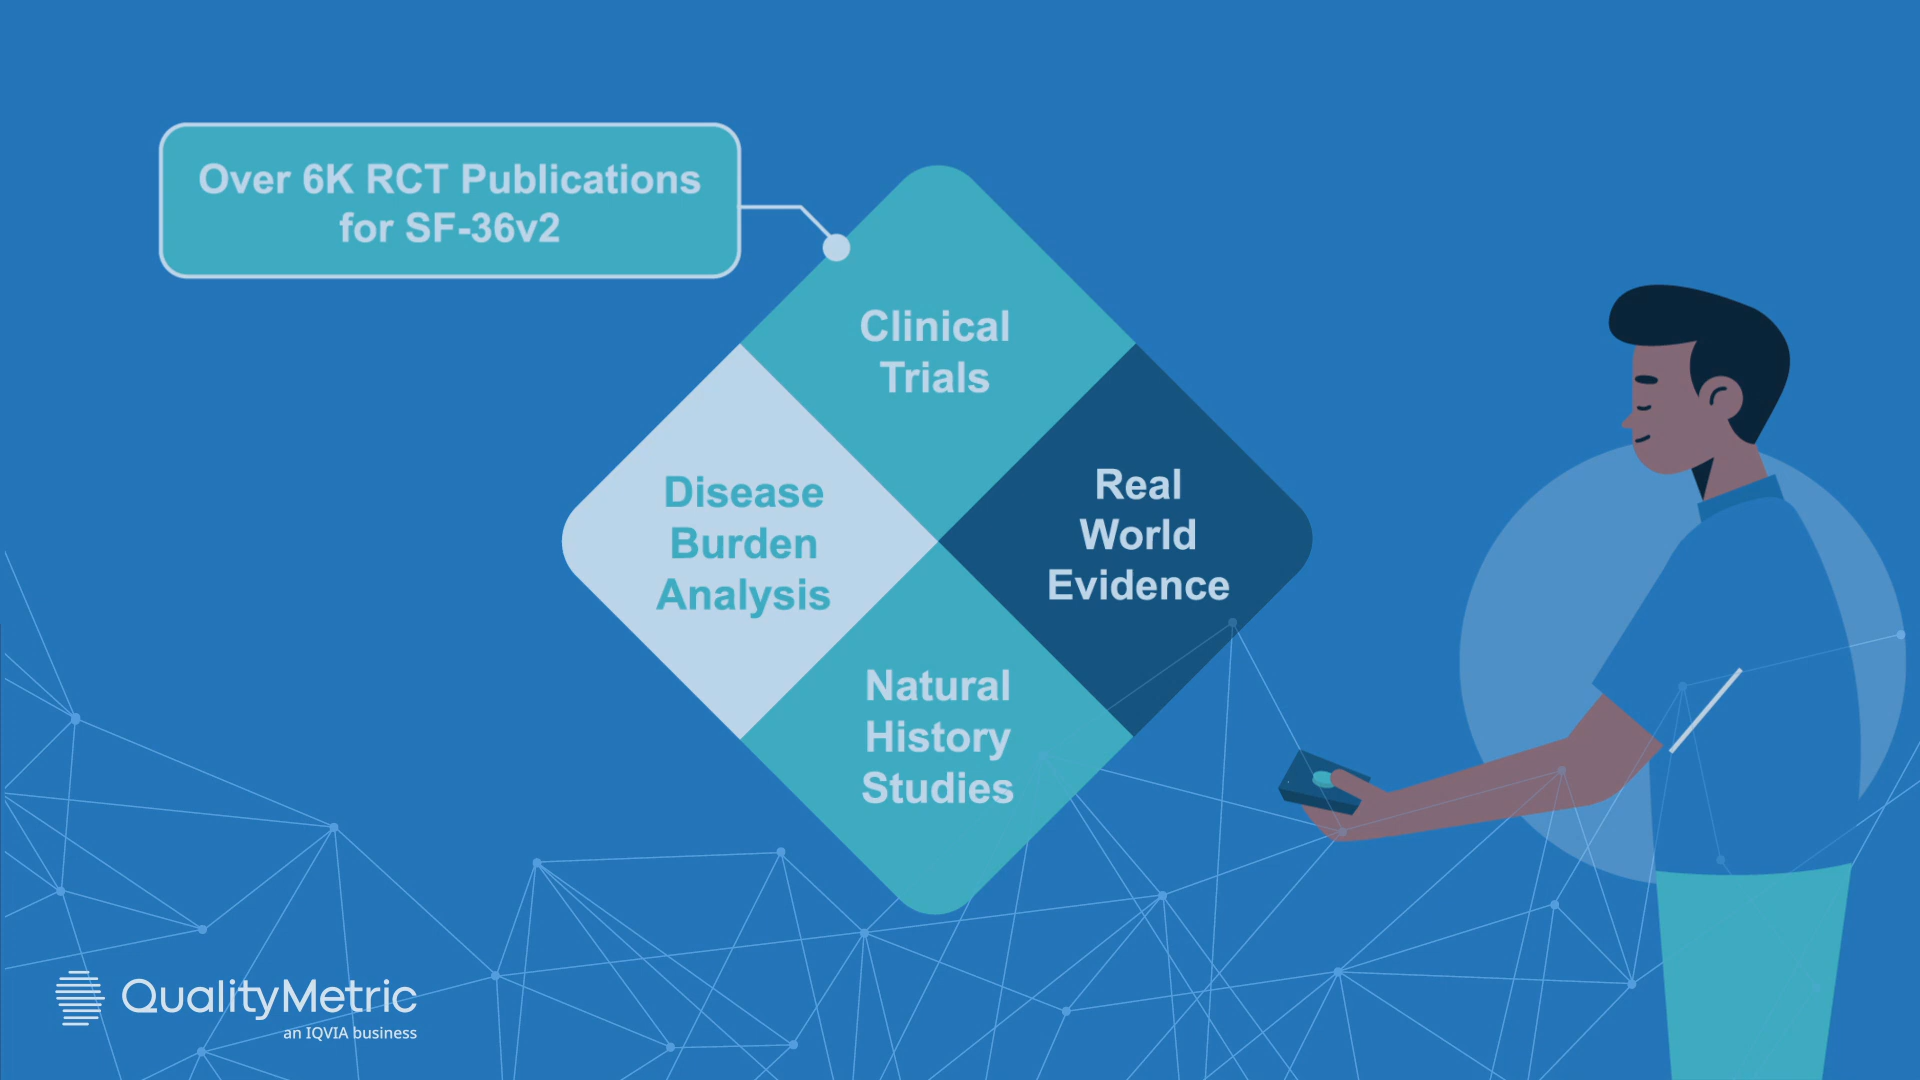 Over 6K RCT Publications
for SF-36v2
Clinical
Trials
Disease
Burden
Analysis
Real
World
Evidence
Natural
History
Studies
QualityMetric
an IQVIA business